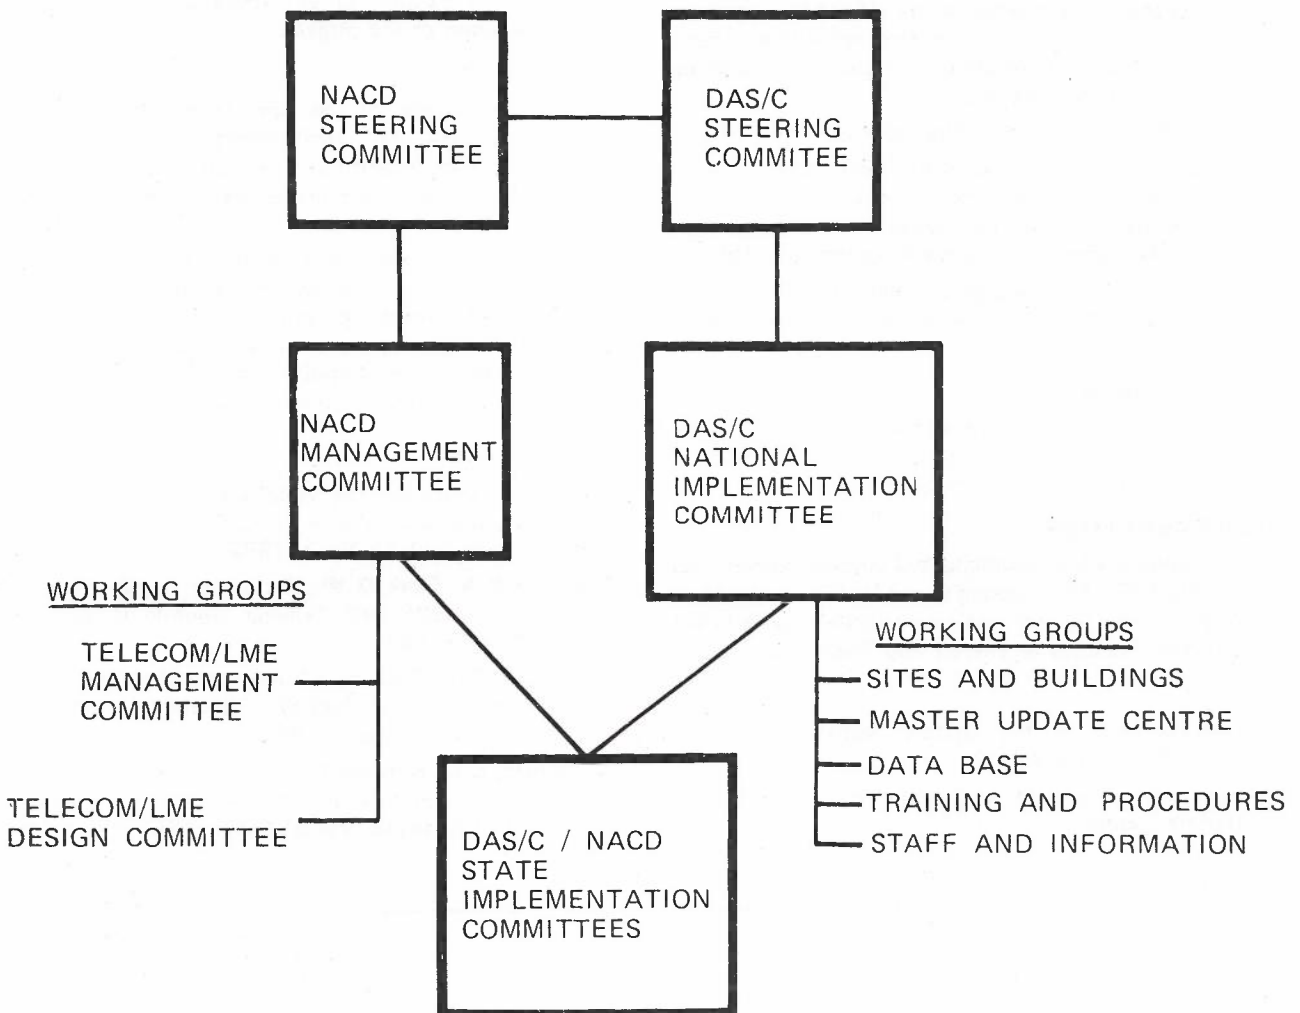 NACD
STEERING
COMMITTEE
DAS/C
STEERING
COMMITEE
NACD
MANAGEMENT
COMMITTEE
DAS/C
NATIONAL
IMPLEMENTATION
COMMITTEE
WORKING GROUPS
TELECOM/LME
MANAGEMENT
COMMITTEE
TELECOM/LME
DESIGN COMMITTEE
WORKING GROUPS
SITES AND BUILDINGS
MASTER UPDATE CENTRE
DATA BASE
TRAINING AND PROCEDURES
STAFF AND INFORMATION
DAS/C / NACD
STATE
IMPLEMENTATION
COMMITTEES